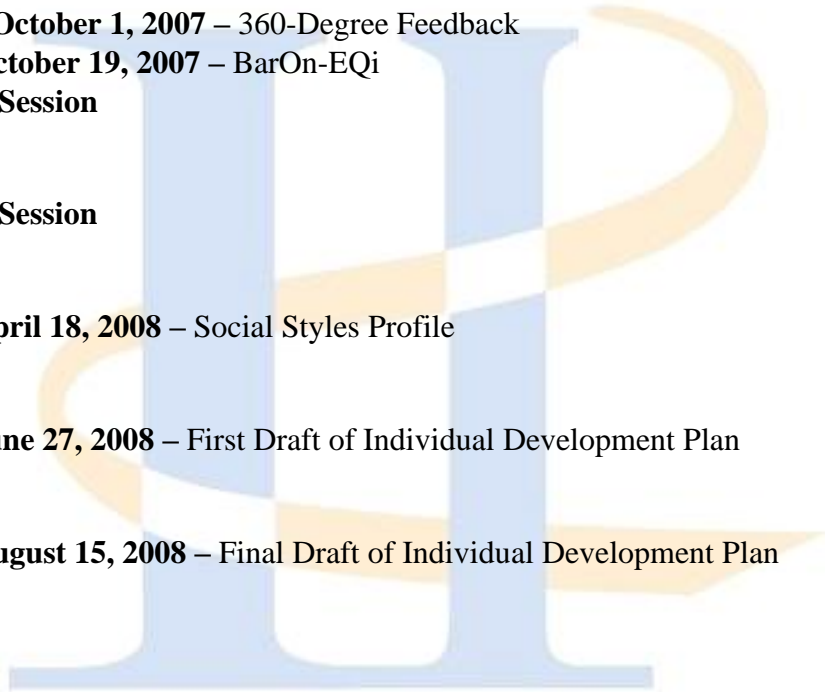 October 1, 2007 – 360-Degree Feedback
ctober 19, 2007 – BarOn-EQi
Session
Session
pril 18, 2008 – Social Styles Profile
une 27, 2008 – First Draft of Individual Development Plan
ugust 15, 2008 – Final Draft of Individual Development Plan